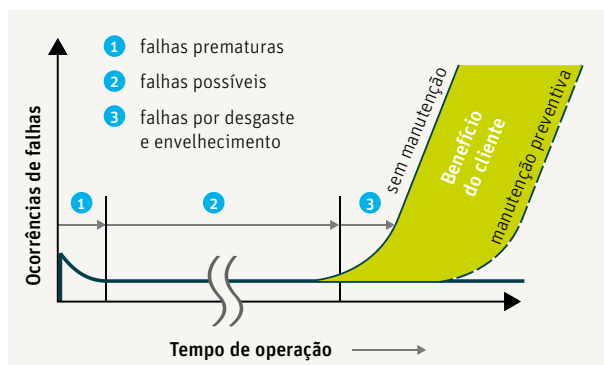 1 falhas prematuras
2 falhas possíveis
3 falhas por desgaste
e envelhecimento
Ocorrências de falhas
1
2
3
sem manutenção
Benefício
do cliente
manutenção preventiva
Tempo de operação